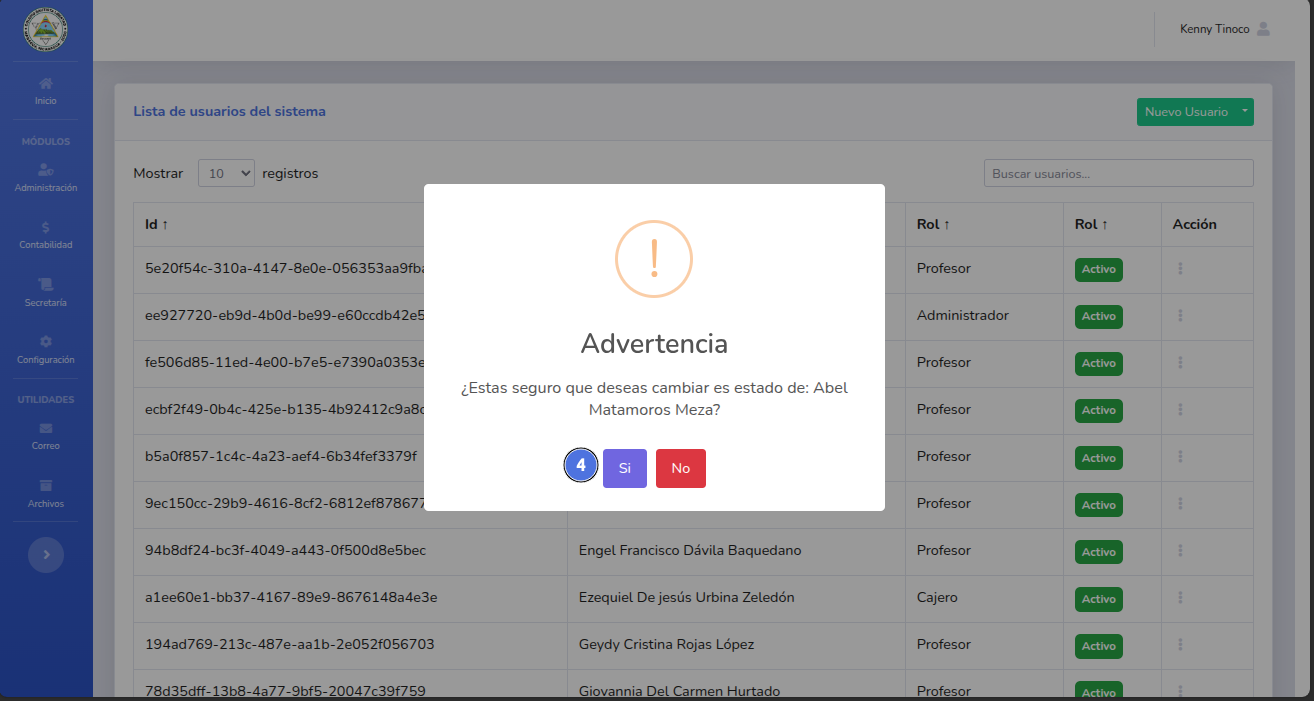 Kenny Tinoco
Inicio
MÓDULOS
Administración
Contabilidad
Secretaría
Configuración
UTILIDADES
Correo
Archivos
Lista de usuarios del sistema
Nuevo Usuario
Mostrar 10 registros
Buscar usuarios...
Id ↑ Rol ↑ Rol ↑ Acción
5e20f54c-310a-4147-8e0e-056353aa9fba Profesor Activo
ee927720-eb9d-4b0d-be99-e60ccdb42e5 Administrador Activo
fe506d85-11ed-4e00-b7e5-e7390a0353e Profesor Activo
ecbf2f49-0b4c-425e-b135-4b92412c9a8c Profesor Activo
b5a0f857-1c4c-4a23-aef4-6b34fef3379f Profesor Activo
9ec150cc-29b9-4616-8cf2-6812ef878677 Profesor Activo
94b8df24-bc3f-4049-a443-0f500d8e5bec Engel Francisco Dávila Baquedano Profesor Activo
a1ee60e1-bb37-4167-89e9-8676148a4e3e Ezequiel De jesús Urbina Zeledón Cajero Activo
194ad769-213c-487e-aa1b-2e052f056703 Geydy Cristina Rojas López Profesor Activo
78d35dff-13b8-4a77-9bf5-20047c39f759 Giovannia Del Carmen Hurtado Profesor Activo
!
Advertencia
¿Estas seguro que deseas cambiar es estado de: Abel
Matamoros Meza?
4 Si No